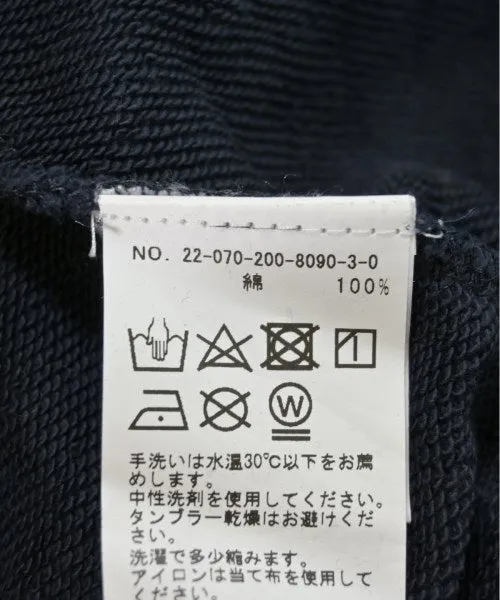 NO. 22-070-200-8090-3-0
綿 100%
W
手洗いは水温30℃以下をお薦
めします。
中性洗剤を使用してください。
タンブラー乾燥はお避けくだ
さい。
洗濯で多少縮みます。
アイロンは当て布を使用して
ください。